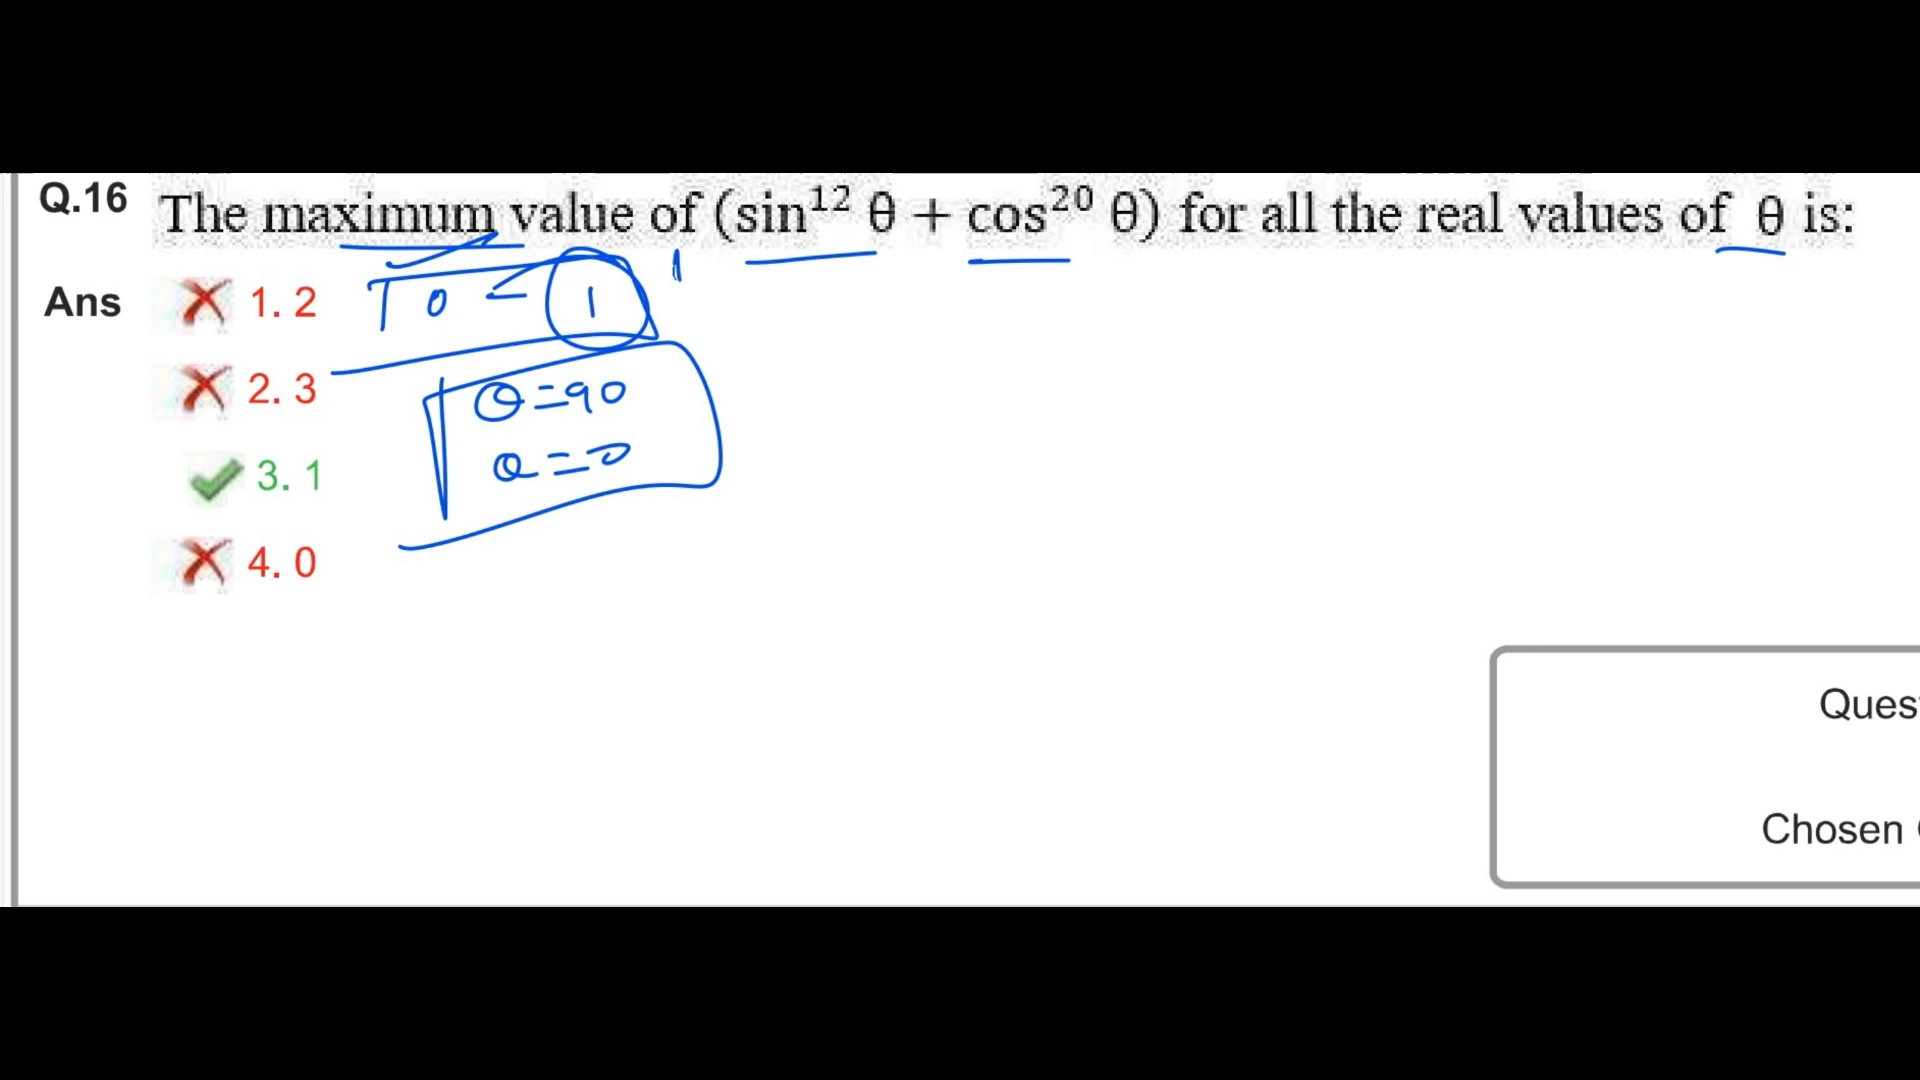 Q.16 The maximum value of (sin¹² θ + cos²⁰ θ) for all the real values of θ is:
Ans 1. 2
0 < 1
1
2. 3
θ=90
θ=0
3. 1
4. 0
Ques
Chosen